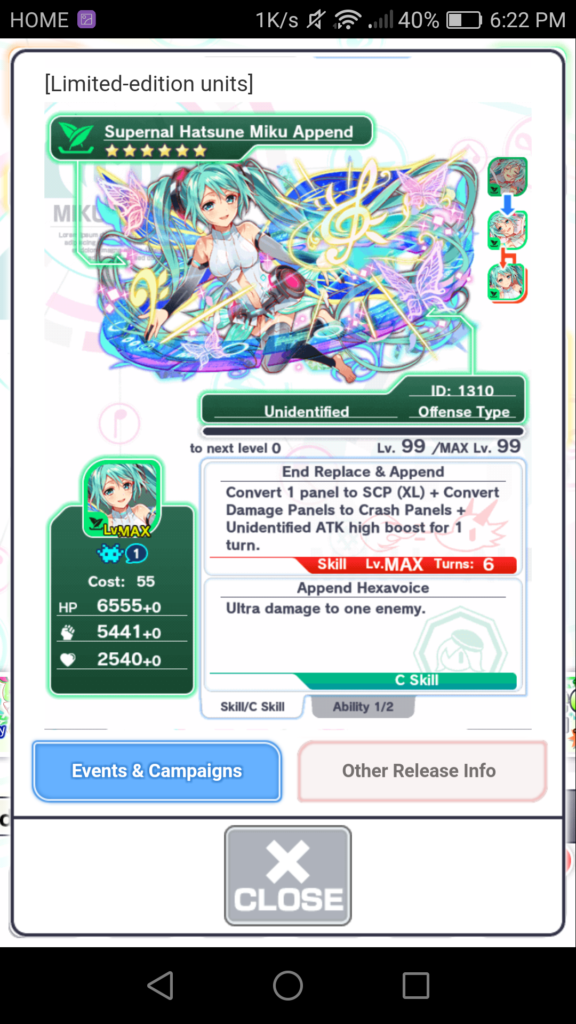 HOME 1K/s 40% 6:22 PM
[Limited-edition units]
Supernal Hatsune Miku Append
★★★★★★
MIKU
ID: 1310
Unidentified Offense Type
to next level 0 Lv. 99 /MAX Lv. 99
End Replace & Append
Convert 1 panel to SCP (XL) + Convert
Damage Panels to Crash Panels +
Unidentified ATK high boost for 1
turn.
Skill Lv.MAX Turns: 6
LvMAX
1
Cost: 55
HP 6555+0
5441+0
2540+0
Append Hexavoice
Ultra damage to one enemy.
C Skill
Skill/C Skill Ability 1/2
Events & Campaigns Other Release Info
CLOSE